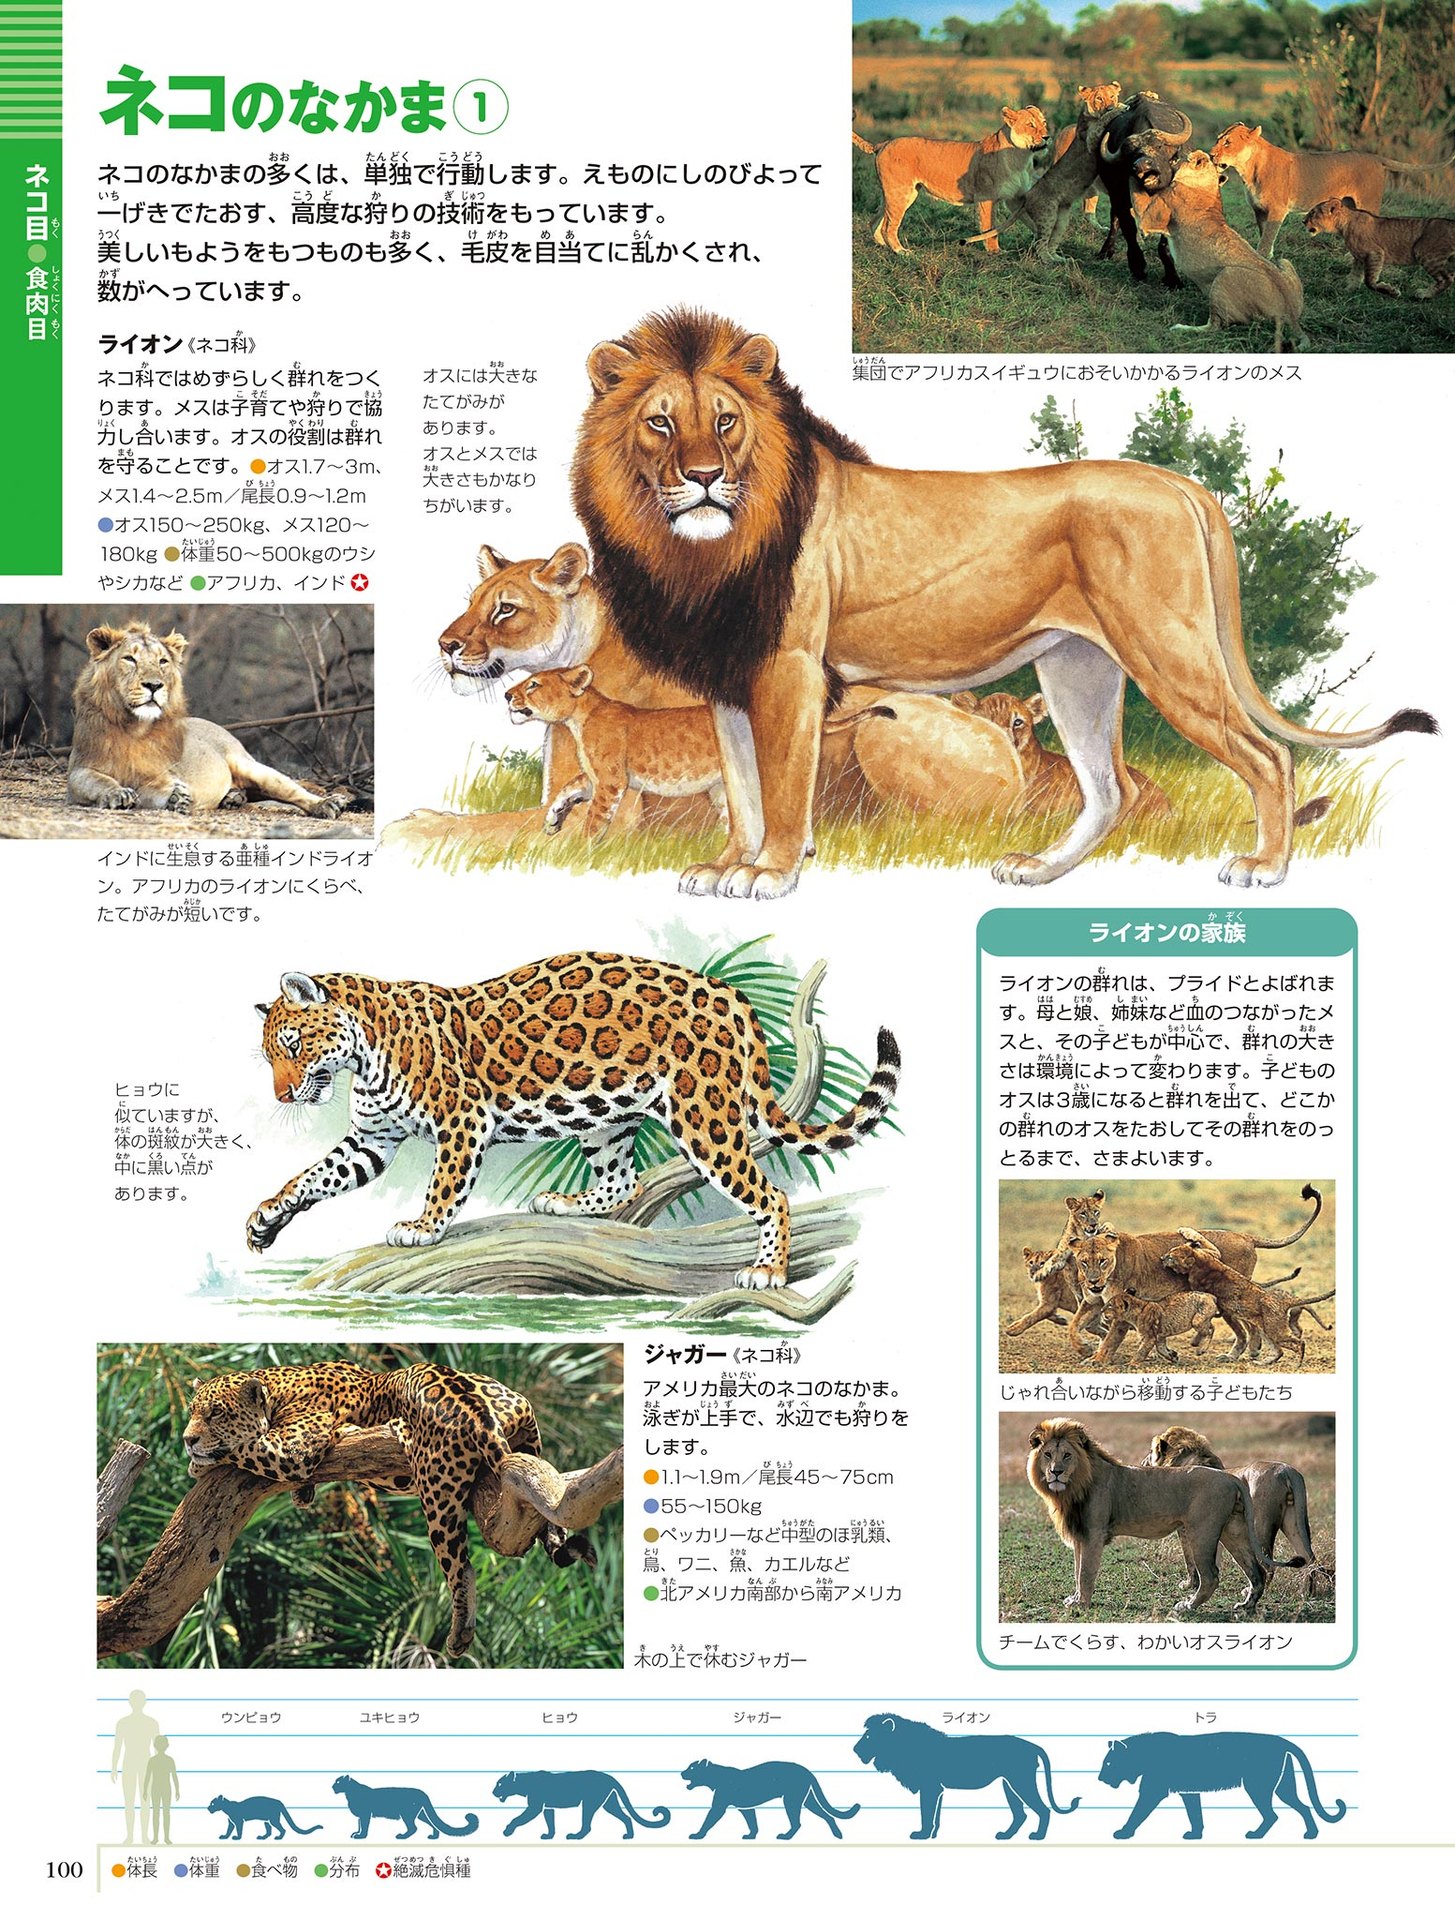 ネコ目●食肉目
ネコのなかま①
ネコのなかまの多くは、単独で行動します。えものにしのびよって
一げきでたおす、高度な狩りの技術をもっています。
美しいもようをもつものも多く、毛皮を目当てに乱かくされ、
数がへっています。
集団でアフリカスイギュウにおそいかかるライオンのメス
ライオン《ネコ科》
ネコ科ではめずらしく群れをつく
ります。メスは子育てや狩りで協
力し合います。オスの役割は群れ
を守ることです。●オス1.7〜3m、
メス1.4〜2.5m／尾長0.9〜1.2m
●オス150〜250kg、メス120〜
180kg ●体重50〜500kgのウシ
やシカなど ●アフリカ、インド✪
オスには大きな
たてがみが
あります。
オスとメスでは
大きさもかなり
ちがいます。
インドに生息する亜種インドライオ
ン。アフリカのライオンにくらべ、
たてがみが短いです。
ヒョウに
似ていますが、
体の斑紋が大きく、
中に黒い点が
あります。
ジャガー《ネコ科》
アメリカ最大のネコのなかま。
泳ぎが上手で、水辺でも狩りを
します。
●1.1〜1.9m／尾長45〜75cm
●55〜150kg
●ペッカリーなど中型のほ乳類、
鳥、ワニ、魚、カエルなど
●北アメリカ南部から南アメリカ
木の上で休むジャガー
ライオンの家族
ライオンの群れは、プライドとよばれま
す。母と娘、姉妹など血のつながったメ
スと、その子どもが中心で、群れの大き
さは環境によって変わります。子どもの
オスは3歳になると群れを出て、どこか
の群れのオスをたおしてその群れをのっ
とるまで、さまよいます。
じゃれ合いながら移動する子どもたち
チームでくらす、わかいオスライオン
ウンピョウ
ユキヒョウ
ヒョウ
ジャガー
ライオン
トラ
100
●体長 ●体重 ●食べ物 ●分布 ✪絶滅危惧種